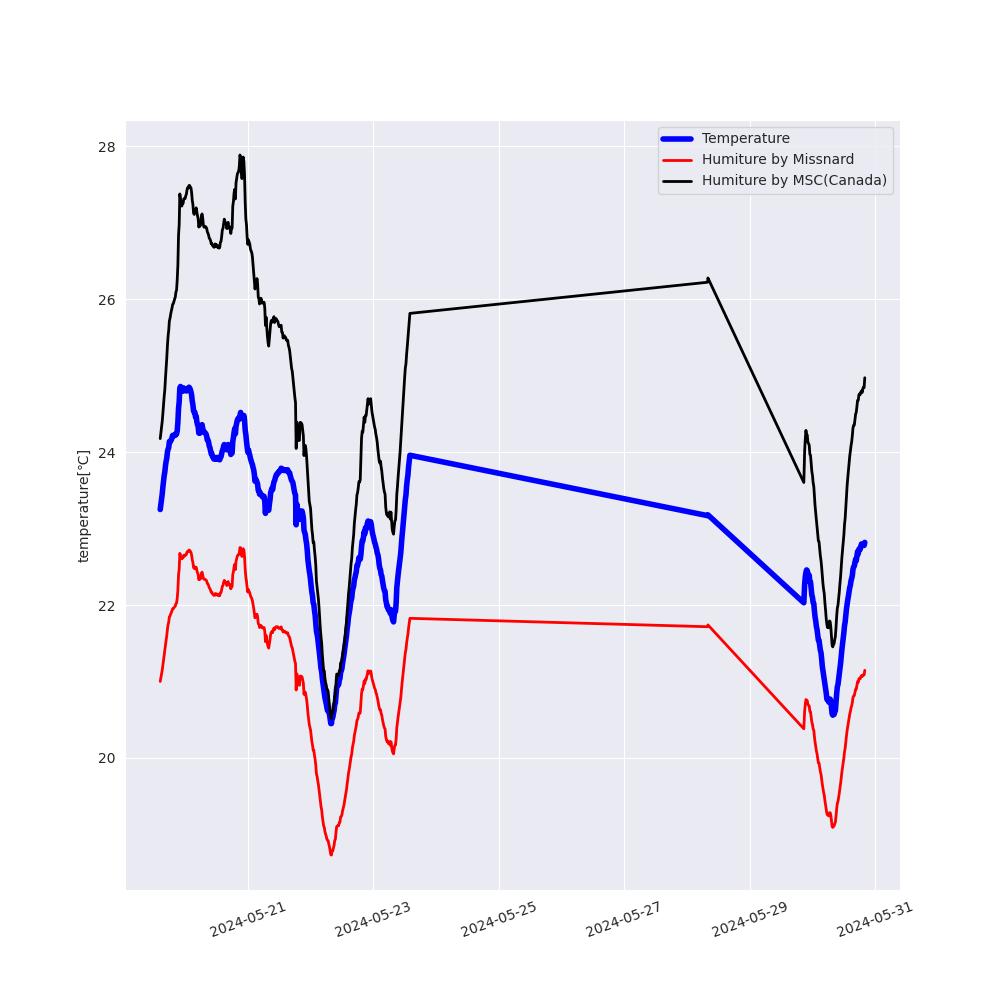 Temperature
Humiture by Missnard
Humiture by MSC(Canada)
28
26
24
22
20
temperature[℃]
2024-05-21
2024-05-23
2024-05-25
2024-05-27
2024-05-29
2024-05-31